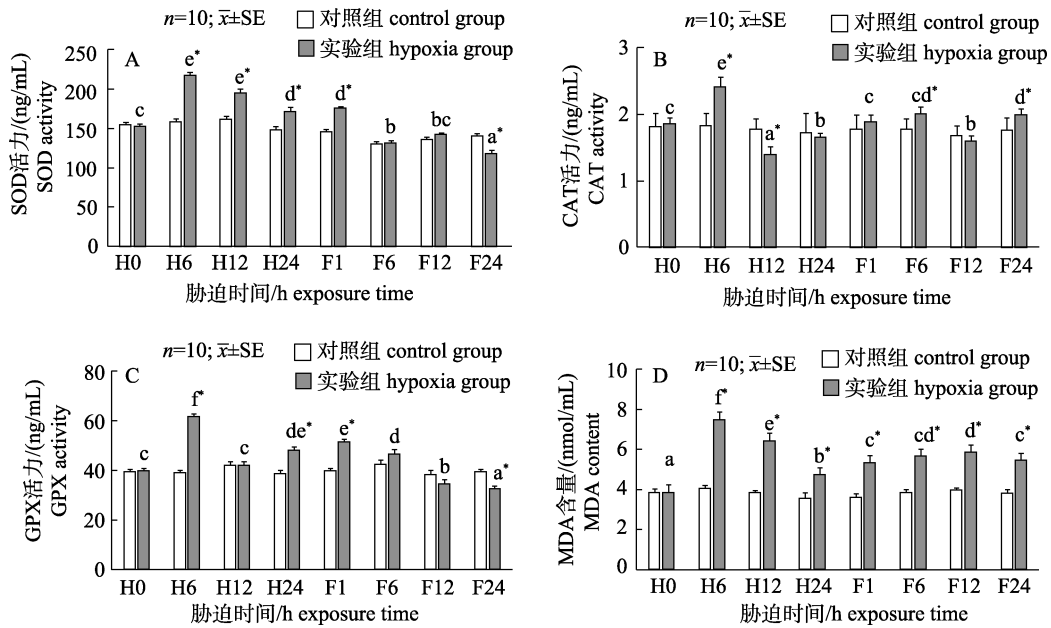 n=10; x̄±SE
对照组 control group
实验组 hypoxia group
A
SOD活力/(ng/mL)
SOD activity
250
200
150
100
50
0
c
e*
e*
d*
d*
b
bc
a*
H0 H6 H12 H24 F1 F6 F12 F24
胁迫时间/h exposure time
n=10; x̄±SE
对照组 control group
实验组 hypoxia group
B
CAT活力/(ng/mL)
CAT activity
3
2
1
0
c
e*
a*
b
c
cd*
b
d*
H0 H6 H12 H24 F1 F6 F12 F24
胁迫时间/h exposure time
n=10; x̄±SE
对照组 control group
实验组 hypoxia group
C
GPX活力/(ng/mL)
GPX activity
80
60
40
20
0
c
f*
c
de*
e*
d
b
a*
H0 H6 H12 H24 F1 F6 F12 F24
胁迫时间/h exposure time
n=10; x̄±SE
对照组 control group
实验组 hypoxia group
D
MDA含量/(nmol/mL)
MDA content
10
8
6
4
2
0
a
f*
e*
b*
c*
cd*
d*
c*
H0 H6 H12 H24 F1 F6 F12 F24
胁迫时间/h exposure time